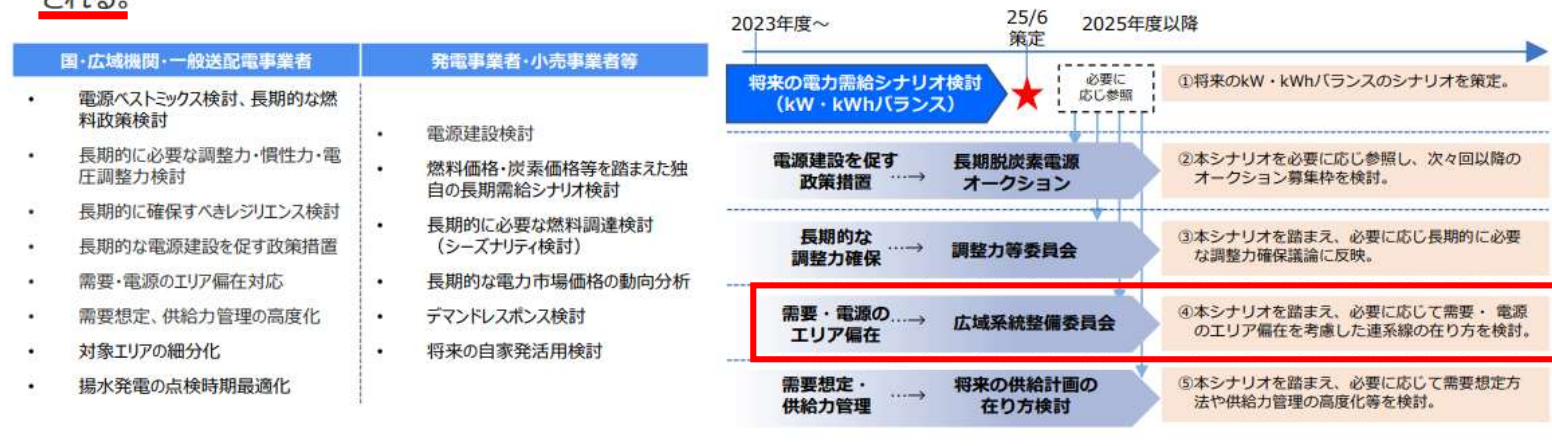 される。
国・広域機関・一般送配電事業者
発電事業者・小売事業者等
• 電源ベストミックス検討、長期的な燃
料政策検討
• 長期的に必要な調整力・慣性力・電
圧調整力検討
• 長期的に確保すべきレジリエンス検討
• 長期的な電源建設を促す政策措置
• 需要・電源のエリア偏在対応
• 需要想定、供給力管理の高度化
• 対象エリアの細分化
• 揚水発電の点検時期最適化
• 電源建設検討
• 燃料価格・炭素価格等を踏まえた独
自の長期需給シナリオ検討
• 長期的に必要な燃料調達検討
（シーズナリティ検討）
• 長期的な電力市場価格の動向分析
• デマンドレスポンス検討
• 将来の自家発活用検討
2023年度～
25/6
策定
2025年度以降
将来の電力需給シナリオ検討
（kW・kWhバランス）
必要に
応じ参照
①将来のkW・kWhバランスのシナリオを策定。
電源建設を促す
政策措置
…→
長期脱炭素電源
オークション
②本シナリオを必要に応じ参照し、次々回以降の
オークション募集枠を検討。
長期的な
調整力確保
…→
調整力等委員会
③本シナリオを踏まえ、必要に応じ長期的に必要
な調整力確保議論に反映。
需要・電源の
エリア偏在
…→
広域系統整備委員会
④本シナリオを踏まえ、必要に応じて需要・ 電源
のエリア偏在を考慮した連系線の在り方を検討。
需要想定・
供給力管理
…→
将来の供給計画の
在り方検討
⑤本シナリオを踏まえ、必要に応じて需要想定方
法や供給力管理の高度化等を検討。